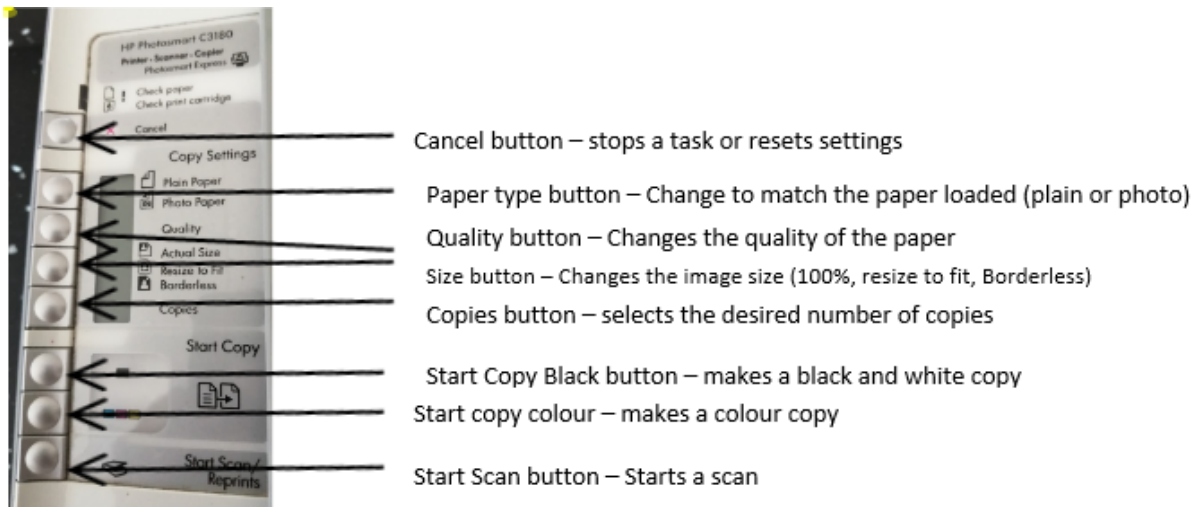 HP Photosmart C3180
Printer - Scanner - Copier
Photosmart Express
Check paper
Check print cartridge
Cancel
Copy Settings
Plain Paper
Photo Paper
Quality
Actual Size
Resize to Fit
Borderless
Copies
Start Copy
Start Scan/
Reprints
Cancel button – stops a task or resets settings
Paper type button – Change to match the paper loaded (plain or photo)
Quality button – Changes the quality of the paper
Size button – Changes the image size (100%, resize to fit, Borderless)
Copies button – selects the desired number of copies
Start Copy Black button – makes a black and white copy
Start copy colour – makes a colour copy
Start Scan button – Starts a scan